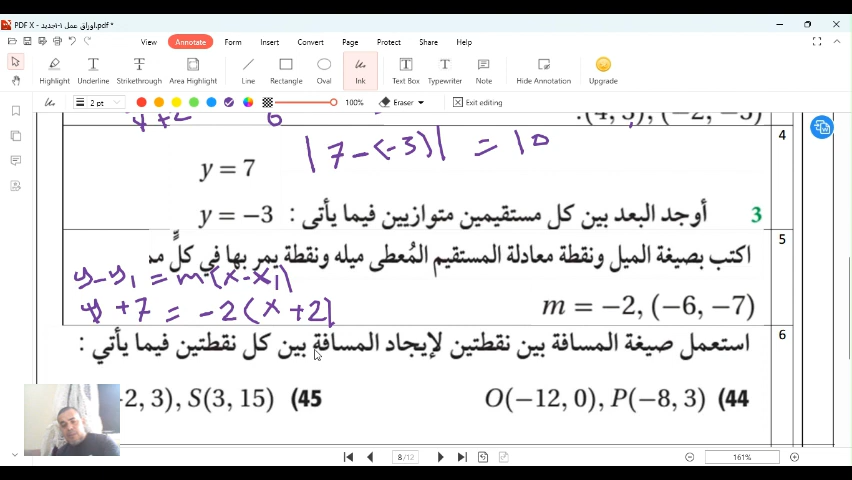 PDF X - اوراق عمل ١-١جديد.pdf *
View Annotate Form Insert Convert Page Protect Share Help
Highlight Underline Strikethrough Area Highlight Line Rectangle Oval Ink Text Box Typewriter Note Hide Annotation Upgrade
2 pt 100% Eraser Exit editing
4
|7-(-3)| = 10
y = 7
3 أوجد البعد بين كل مستقيمين متوازيين فيما يأتي :
y = −3
5
اكتب بصيغة الميل ونقطة معادلة المستقيم المُعطى ميله ونقطة يمر بها في كلٍّ مم
y-y₁ = m(x-x₁)
m = −2, (−6, −7)
y+7 = -2(x+2)
6
استعمل صيغة المسافة بين نقطتين لإيجاد المسافة بين كل نقطتين فيما يأتي :
44) O(−12, 0), P(−8, 3)
45) -2, 3), S(3, 15)
8/12
161%